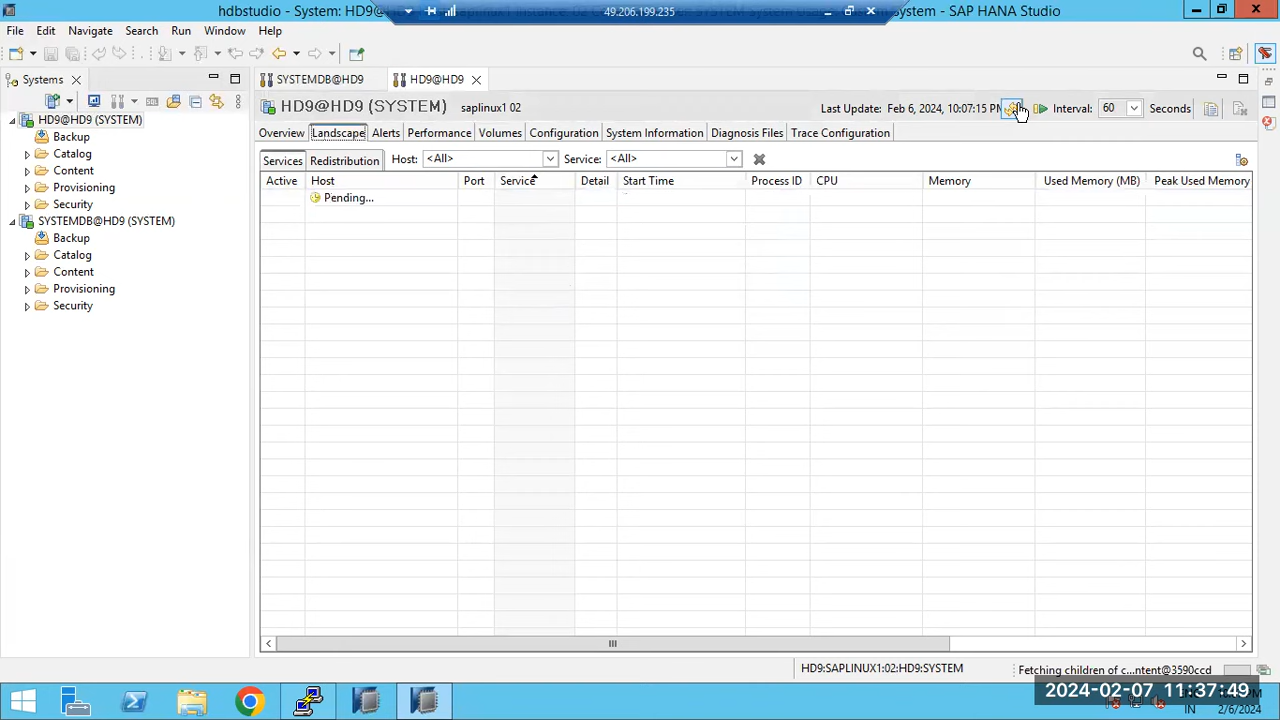 hdbstudio - System: HD9@
49.206.199.235
System - SAP HANA Studio
File Edit Navigate Search Run Window Help
Systems
SYSTEMDB@HD9 HD9@HD9
HD9@HD9 (SYSTEM) saplinux1 02 Last Update: Feb 6, 2024, 10:07:15 PM Interval: 60 Seconds
HD9@HD9 (SYSTEM)
Backup
Catalog
Content
Provisioning
Security
SYSTEMDB@HD9 (SYSTEM)
Backup
Catalog
Content
Provisioning
Security
Overview Landscape Alerts Performance Volumes Configuration System Information Diagnosis Files Trace Configuration
Services Redistribution Host: <All> Service: <All>
Active Host Port Service Detail Start Time Process ID CPU Memory Used Memory (MB) Peak Used Memory
Pending...
HD9:SAPLINUX1:02:HD9:SYSTEM Fetching children of c...ntent@3590ccd
2024-02-07 11:37:49
IN 2/6/2024